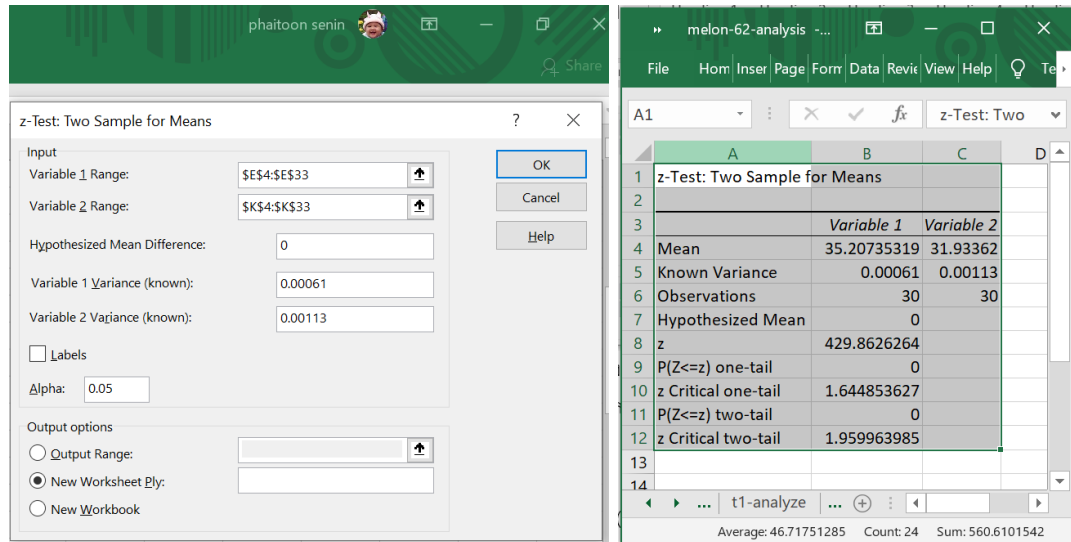 phaitoon senin
Share
z-Test: Two Sample for Means
?
Input
Variable 1 Range:
$E$4:$E$33
OK
Variable 2 Range:
$K$4:$K$33
Cancel
Hypothesized Mean Difference:
0
Help
Variable 1 Variance (known):
0.00061
Variable 2 Variance (known):
0.00113
Labels
Alpha:
0.05
Output options
Output Range:
New Worksheet Ply:
New Workbook
melon-62-analysis -...
File Hom Inser Page Forr Data Revie View Help Te
A1 fx z-Test: Two
A B C D
1 z-Test: Two Sample for Means
2
3 Variable 1 Variable 2
4 Mean 35.20735319 31.93362
5 Known Variance 0.00061 0.00113
6 Observations 30 30
7 Hypothesized Mean 0
8 z 429.8626264
9 P(Z<=z) one-tail 0
10 z Critical one-tail 1.644853627
11 P(Z<=z) two-tail 0
12 z Critical two-tail 1.959963985
13
14
... t1-analyze ...
Average: 46.71751285 Count: 24 Sum: 560.6101542